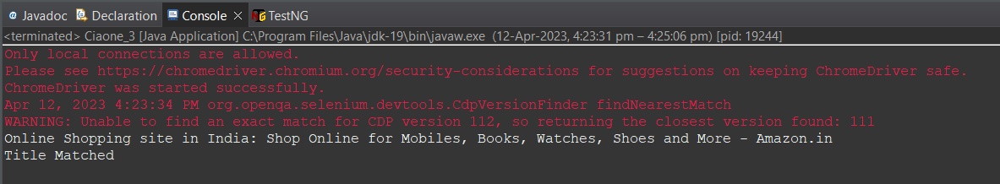 @ Javadoc Declaration Console × TestNG
<terminated> Ciaone_3 [Java Application] C:\Program Files\Java\jdk-19\bin\javaw.exe (12-Apr-2023, 4:23:31 pm – 4:25:06 pm) [pid: 19244]
Only local connections are allowed.
Please see https://chromedriver.chromium.org/security-considerations for suggestions on keeping ChromeDriver safe.
ChromeDriver was started successfully.
Apr 12, 2023 4:23:34 PM org.openqa.selenium.devtools.CdpVersionFinder findNearestMatch
WARNING: Unable to find an exact match for CDP version 112, so returning the closest version found: 111
Online Shopping site in India: Shop Online for Mobiles, Books, Watches, Shoes and More - Amazon.in
Title Matched